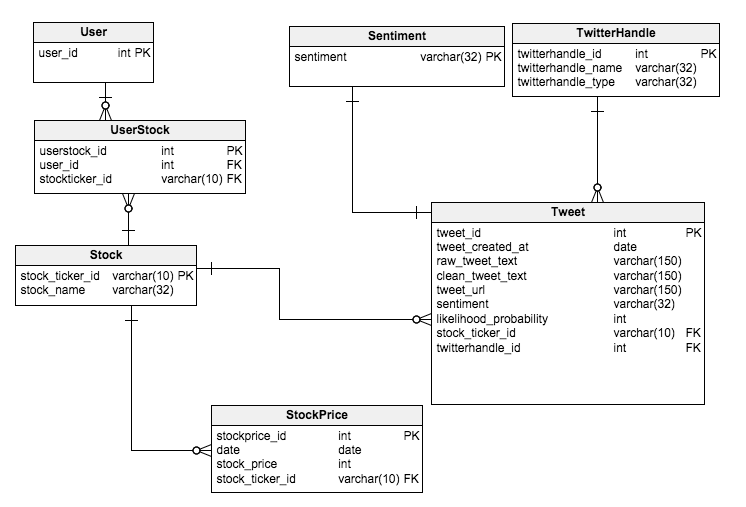 User
user_id int PK
Sentiment
sentiment varchar(32) PK
TwitterHandle
twitterhandle_id int PK
twitterhandle_name varchar(32)
twitterhandle_type varchar(32)
UserStock
userstock_id int PK
user_id int FK
stockticker_id varchar(10) FK
Tweet
tweet_id int PK
tweet_created_at date
raw_tweet_text varchar(150)
clean_tweet_text varchar(150)
tweet_url varchar(150)
sentiment varchar(32)
likelihood_probability int
stock_ticker_id varchar(10) FK
twitterhandle_id int FK
Stock
stock_ticker_id varchar(10) PK
stock_name varchar(32)
StockPrice
stockprice_id int PK
date date
stock_price int
stock_ticker_id varchar(10) FK